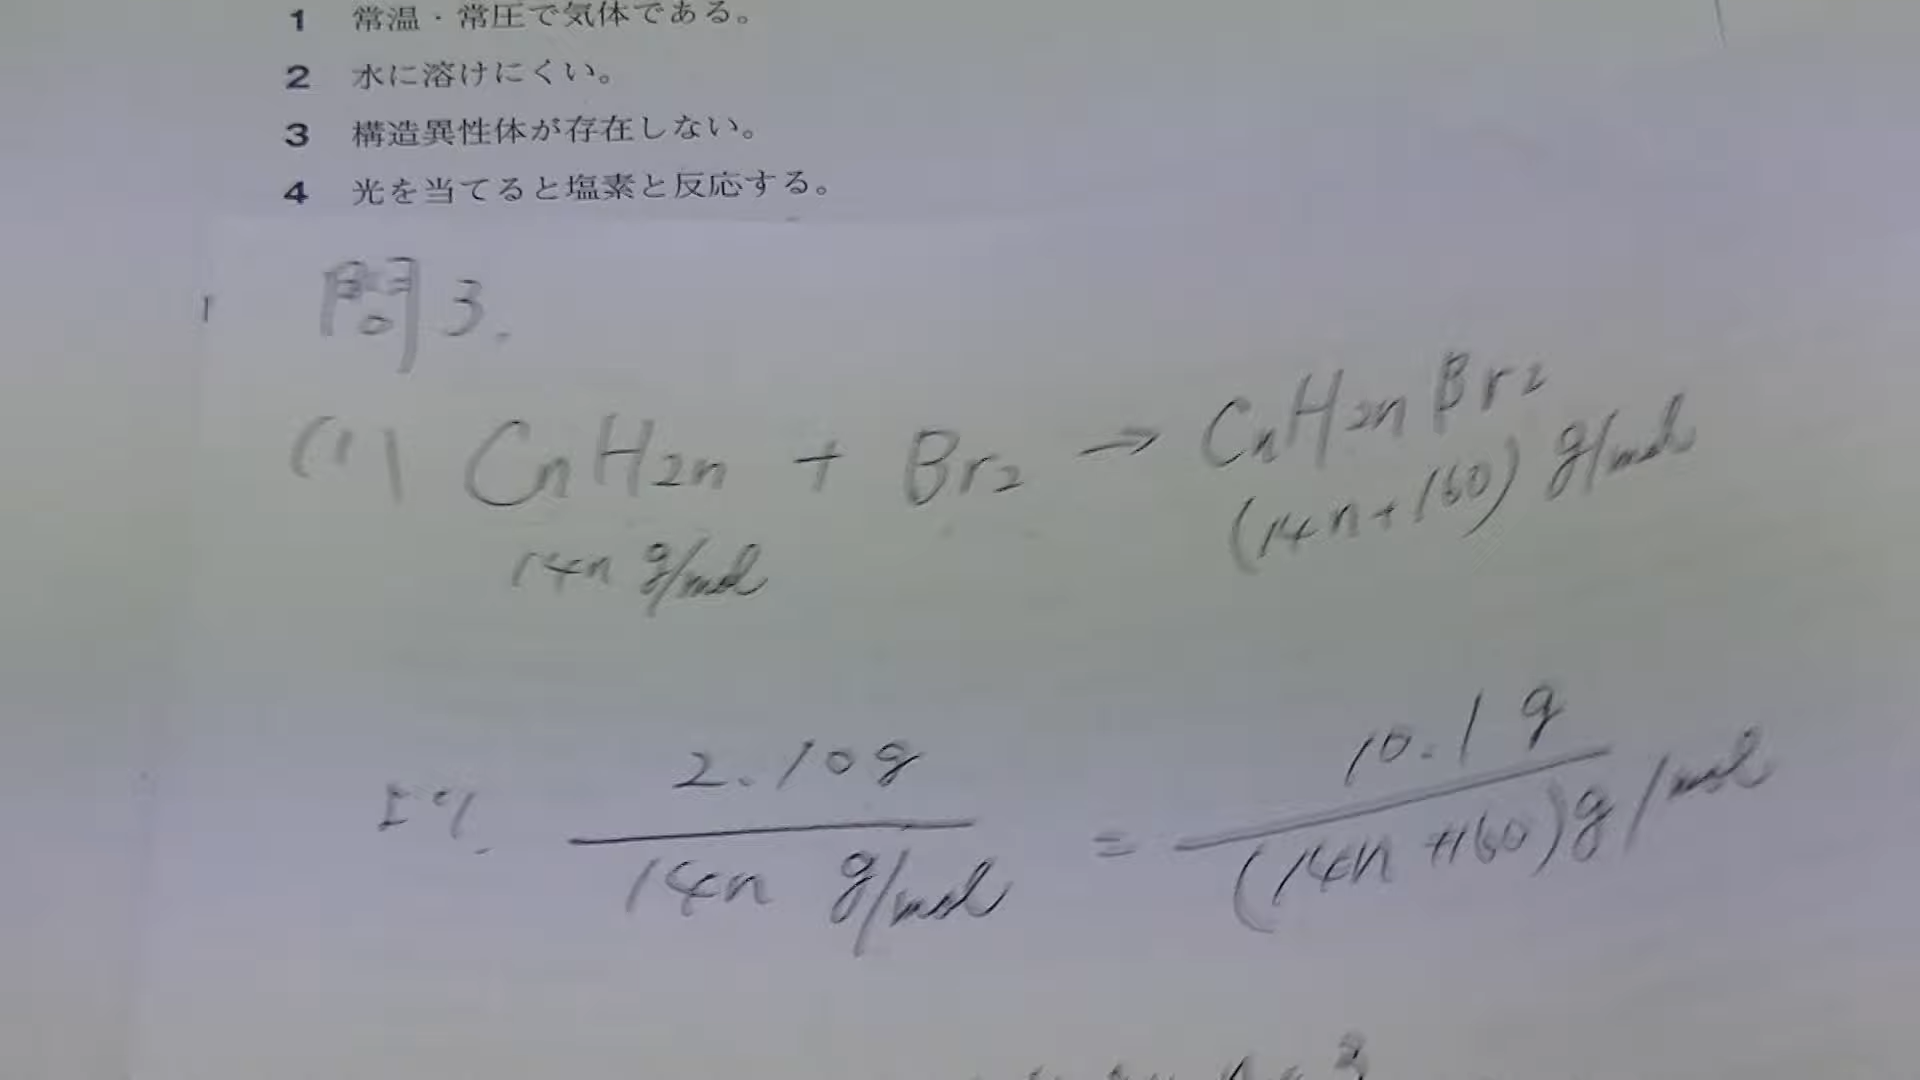 1 常温・常圧で気体である。
2 水に溶けにくい。
3 構造異性体が存在しない。
4 光を当てると塩素と反応する。
問3.
(1) CnH2n + Br2 → CnH2nBr2
14n g/mol (14n+160) g/mol
より 2.10g / 14n g/mol = 10.1g / (14n+160)g/mol